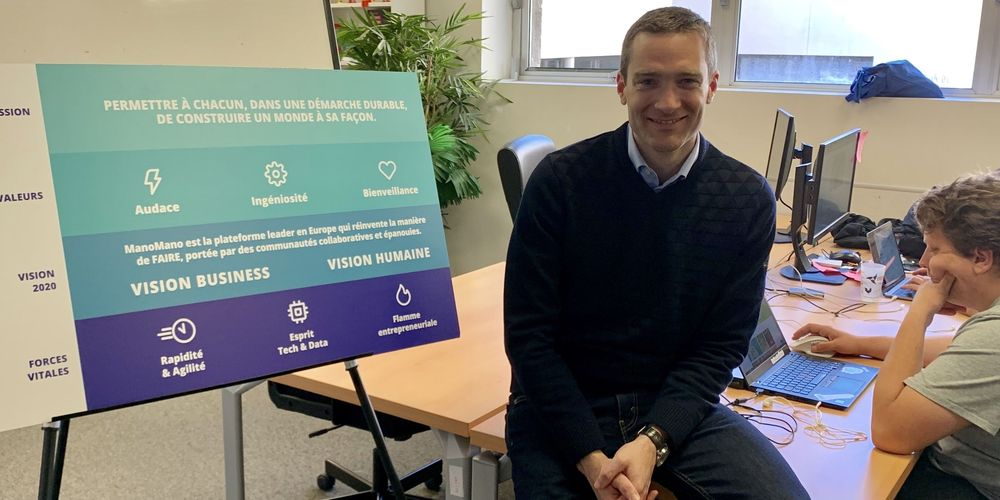 SSION
PERMETTRE À CHACUN, DANS UNE DÉMARCHE DURABLE,
DE CONSTRUIRE UN MONDE À SA FAÇON.
VALEURS
Audace
Ingéniosité
Bienveillance
VISION
2020
ManoMano est la plateforme leader en Europe qui réinvente la manière
de FAIRE, portée par des communautés collaboratives et épanouies.
VISION BUSINESS
VISION HUMAINE
FORCES
VITALES
Rapidité
& Agilité
Esprit
Tech & Data
Flamme
entrepreneuriale